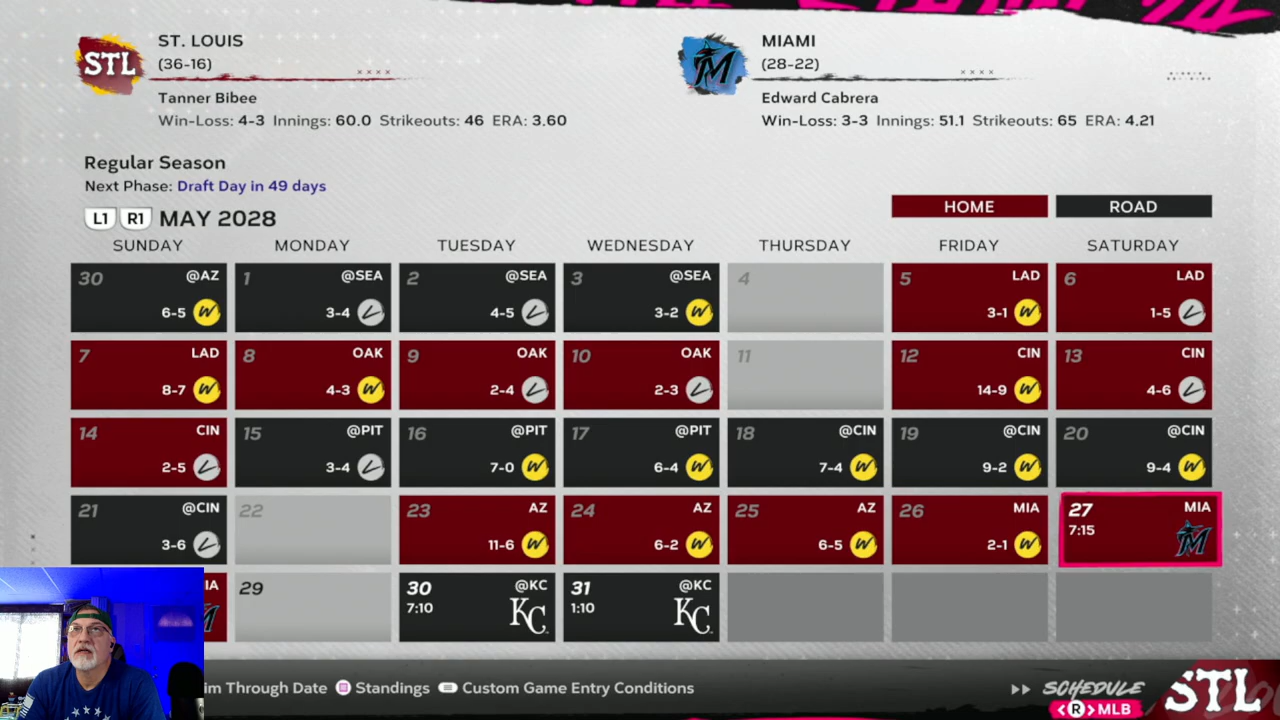 STL
ST. LOUIS
(36-16)
Tanner Bibee
Win-Loss: 4-3 Innings: 60.0 Strikeouts: 46 ERA: 3.60
M
MIAMI
(28-22)
Edward Cabrera
Win-Loss: 3-3 Innings: 51.1 Strikeouts: 65 ERA: 4.21
Regular Season
Next Phase: Draft Day in 49 days
L1 R1 MAY 2028
HOME ROAD
SUNDAY MONDAY TUESDAY WEDNESDAY THURSDAY FRIDAY SATURDAY
30 @AZ 1 @SEA 2 @SEA 3 @SEA 4 5 LAD 6 LAD
6-5 W 3-4 L 4-5 L 3-2 W 3-1 W 1-5 L
7 LAD 8 OAK 9 OAK 10 OAK 11 12 CIN 13 CIN
8-7 W 4-3 W 2-4 L 2-3 L 14-9 W 4-6 L
14 CIN 15 @PIT 16 @PIT 17 @PIT 18 @CIN 19 @CIN 20 @CIN
2-5 L 3-4 L 7-0 W 6-4 W 7-4 W 9-2 W 9-4 W
21 @CIN 22 23 AZ 24 AZ 25 AZ 26 MIA 27 MIA
3-6 L 11-6 W 6-2 W 6-5 W 2-1 W 7:15 M
IA 29 30 @KC 31 @KC
7:10 KC 1:10 KC
im Through Date Standings Custom Game Entry Conditions
SCHEDULE
R MLB
STL